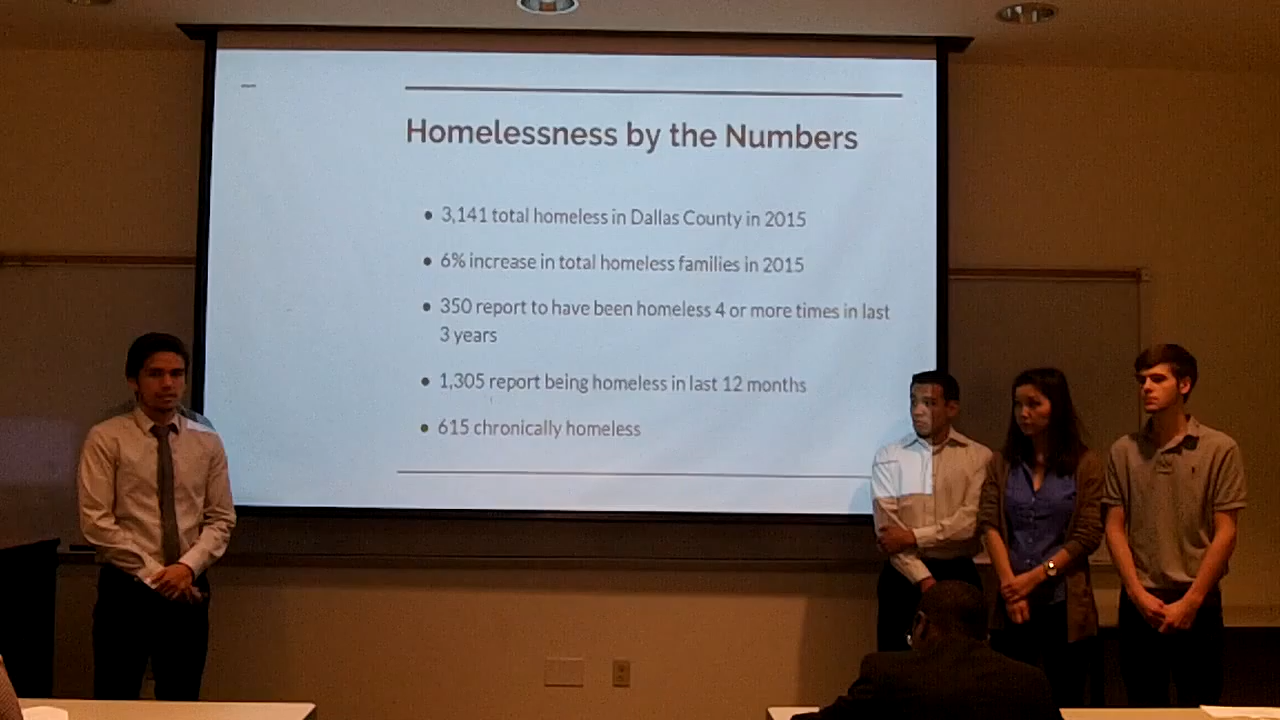 Homelessness by the Numbers
• 3,141 total homeless in Dallas County in 2015
• 6% increase in total homeless families in 2015
• 350 report to have been homeless 4 or more times in last
3 years
• 1,305 report being homeless in last 12 months
• 615 chronically homeless